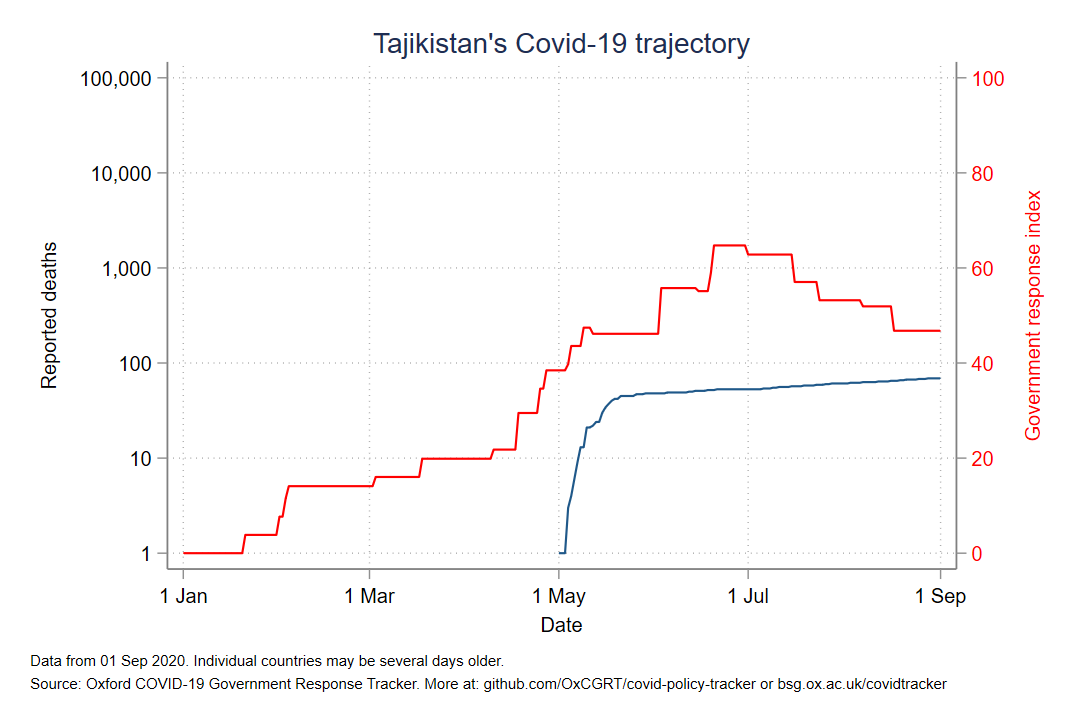 Tajikistan's Covid-19 trajectory
100,000
10,000
1,000
100
10
1
Reported deaths
100
80
60
40
20
0
Government response index
1 Jan
1 Mar
1 May
1 Jul
1 Sep
Date
Data from 01 Sep 2020. Individual countries may be several days older.
Source: Oxford COVID-19 Government Response Tracker. More at: github.com/OxCGRT/covid-policy-tracker or bsg.ox.ac.uk/covidtracker